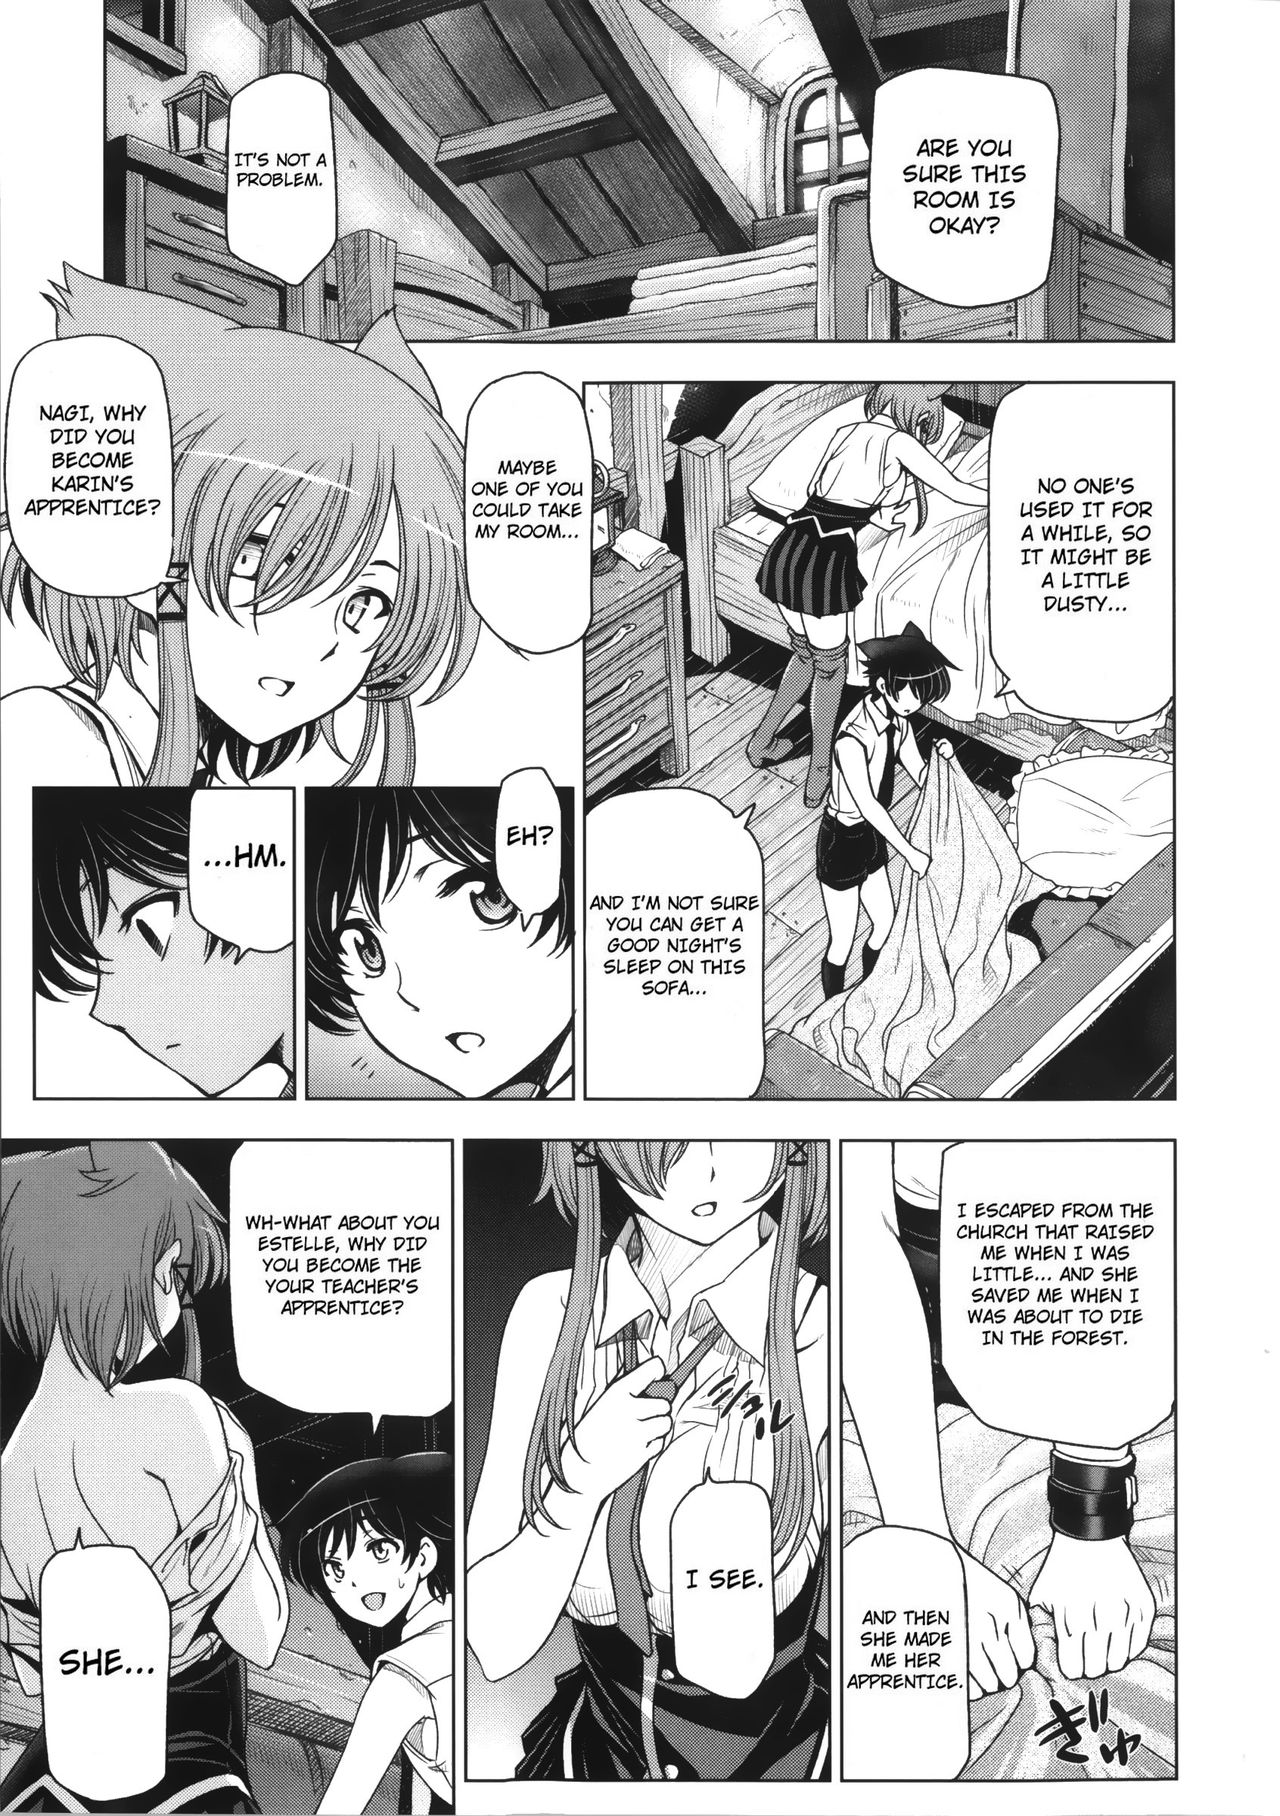 ARE YOU
SURE THIS
ROOM IS
OKAY?
IT'S NOT A
PROBLEM.
NO ONE'S
USED IT FOR
A WHILE, SO
IT MIGHT BE
A LITTLE
DUSTY...
AND I'M NOT SURE
YOU CAN GET A
GOOD NIGHT'S
SLEEP ON THIS
SOFA...
MAYBE
ONE OF YOU
COULD TAKE
MY ROOM...
NAGI, WHY
DID YOU
BECOME
KARIN'S
APPRENTICE?
EH?
...HM.
I ESCAPED FROM THE
CHURCH THAT RAISED
ME WHEN I WAS
LITTLE... AND SHE
SAVED ME WHEN I
WAS ABOUT TO DIE
IN THE FOREST.
AND THEN
SHE MADE
ME HER
APPRENTICE.
ぎゅ
シュル
I SEE.
WH-WHAT ABOUT YOU
ESTELLE, WHY DID
YOU BECOME THE
YOUR TEACHER'S
APPRENTICE?
SHE...